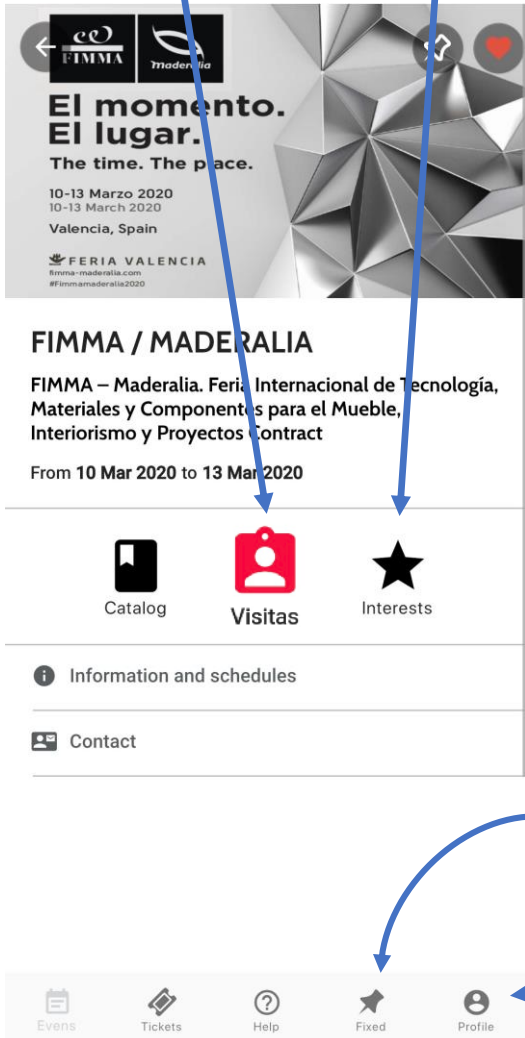 FIMMA
maderalia
El momento.
El lugar.
The time. The place.
10-13 Marzo 2020
10-13 March 2020
Valencia, Spain
FERIA VALENCIA
fimma-maderalia.com
#Fimmamaderalia2020
FIMMA / MADERALIA
FIMMA – Maderalia. Feria Internacional de Tecnología,
Materiales y Componentes para el Mueble,
Interiorismo y Proyectos Contract
From 10 Mar 2020 to 13 Mar 2020
Catalog
Visitas
Interests
Information and schedules
Contact
Evens
Tickets
Help
Fixed
Profile